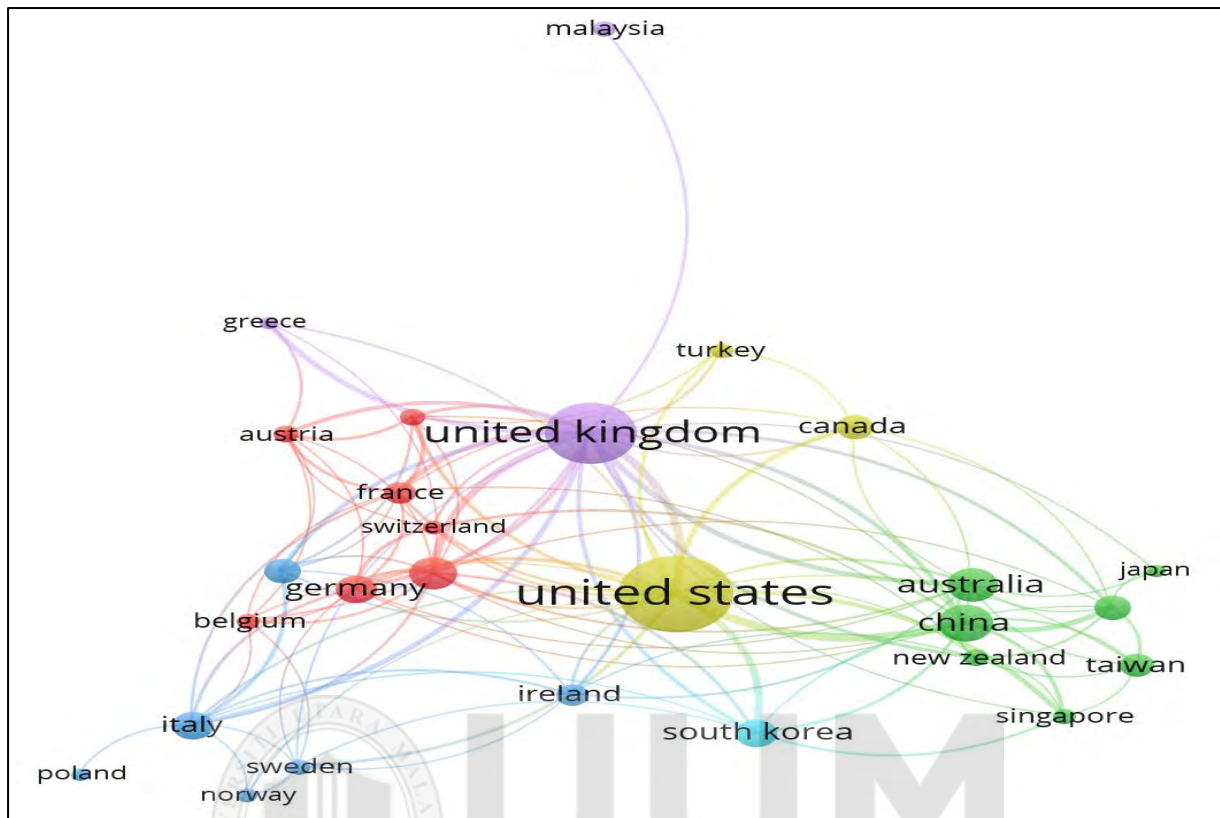 malaysia
greece
turkey
austria
united kingdom
canada
france
switzerland
germany
united states
australia
japan
belgium
china
new zealand
taiwan
ireland
italy
south korea
singapore
poland
sweden
norway
UUM